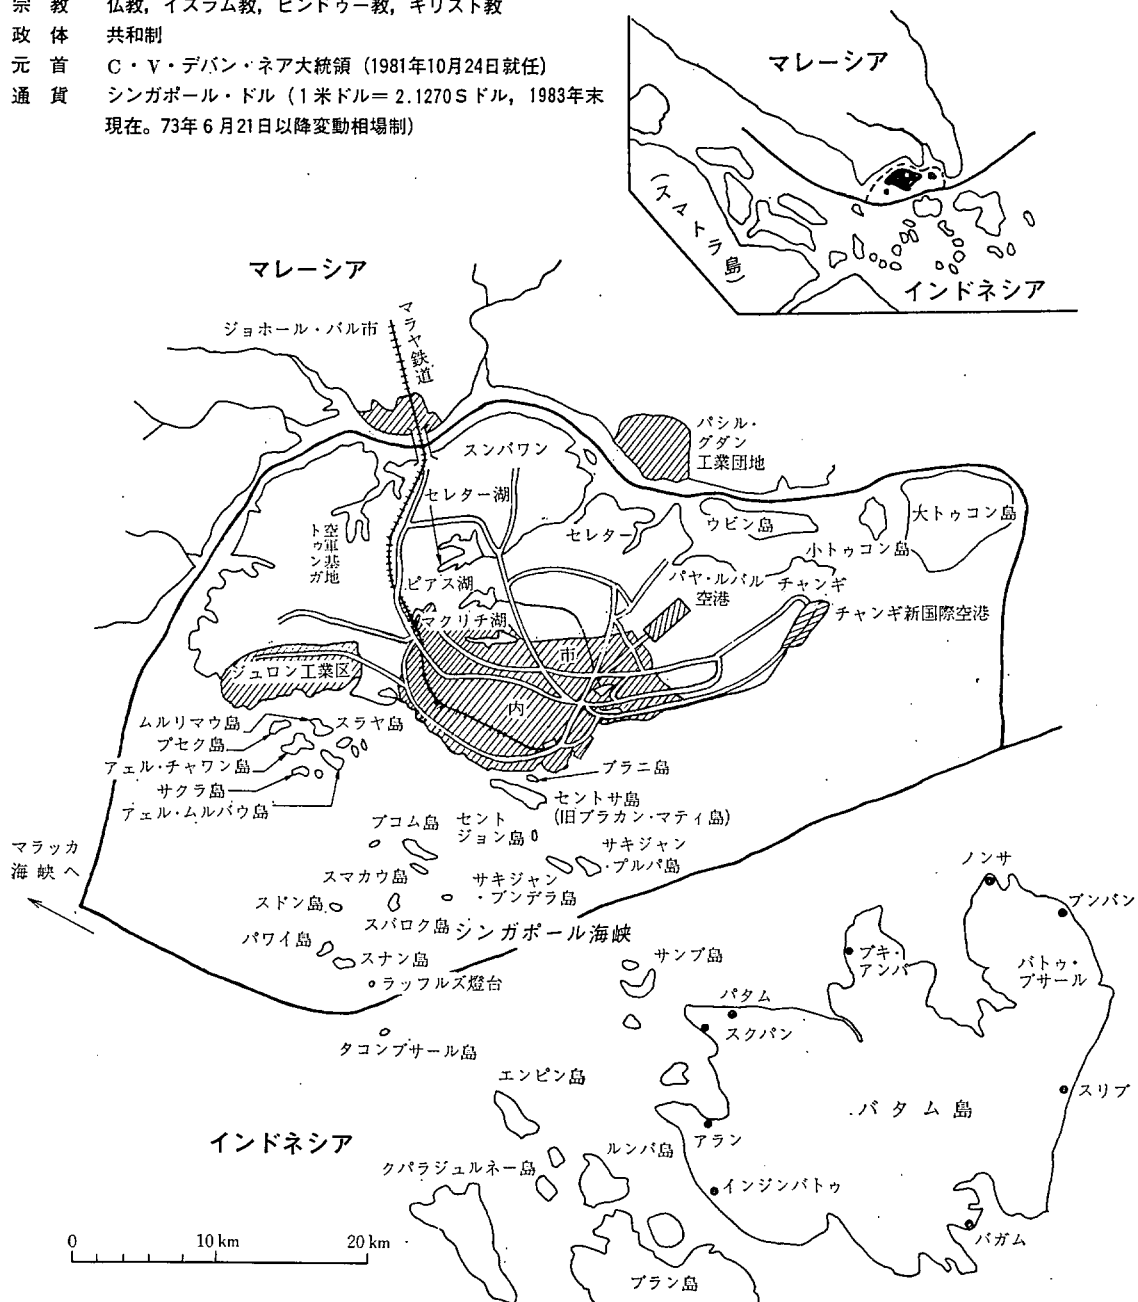 宗教 仏教，イスラム教，ヒンドゥー教，キリスト教
政体 共和制
元首 C・V・デバン・ネア大統領（1981年10月24日就任）
通貨 シンガポール・ドル（1米ドル＝2.1270Sドル，1983年末
現在。73年6月21日以降変動相場制）
マレーシア
（スマトラ島）
インドネシア
マレーシア
ジョホール・バル市
マラヤ鉄道
パシル・
グダン
工業団地
スンバワン
セレター湖
セレター
ウビン島
大トゥコン島
小トゥコン島
空軍基地
トゥンガ
ピアス湖
パヤ・ルバル
空港
チャンギ
チャンギ新国際空港
マクリチ湖
市
内
ジュロン工業区
ムルリマウ島
スラヤ島
プセク島
アェル・チャワン島
サクラ島
アェル・ムルバウ島
ブラニ島
セントサ島
（旧ブラカン・マティ島）
ブコム島
セント
ジョン島
サキジャン
・プルパ島
マラッカ
海峡へ
スマカウ島
サキジャン
・ブンデラ島
スドン島
スバロク島
シンガポール海峡
パワイ島
スナン島
ラッフルズ燈台
サンブ島
ノンサ
ブンバン
ブキ・
アンパ
バトゥ・
ブサール
パタム
スクパン
タコンブサール島
エンピン島
バタム島
スリブ
インドネシア
アラン
ルンバ島
クパラジュルネー島
インジンバトゥ
バガム
ブラン島
0 10km 20km